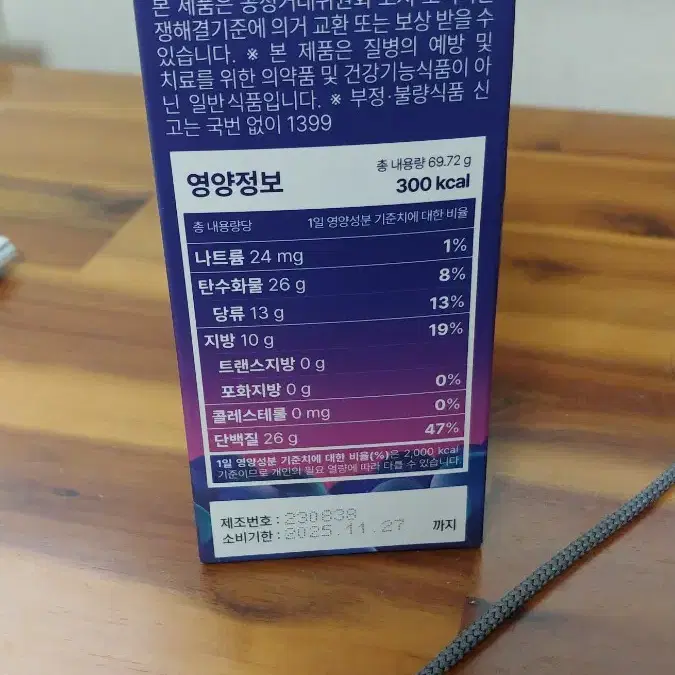 쟁해결기준에 의거 교환 또는 보상 받을 수
있습니다. ※ 본 제품은 질병의 예방 및
치료를 위한 의약품 및 건강기능식품이 아
닌 일반식품입니다. ※ 부정·불량식품 신
고는 국번 없이 1399
영양정보
총 내용량 69.72 g
300 kcal
총 내용량당 1일 영양성분 기준치에 대한 비율
나트륨 24 mg 1%
탄수화물 26 g 8%
당류 13 g 13%
지방 10 g 19%
트랜스지방 0 g
포화지방 0 g 0%
콜레스테롤 0 mg 0%
단백질 26 g 47%
1일 영양성분 기준치에 대한 비율(%)은 2,000 kcal
기준이므로 개인의 필요 열량에 따라 다를 수 있습니다
제조번호 : 230638
소비기한 : 2025.11.27 까지